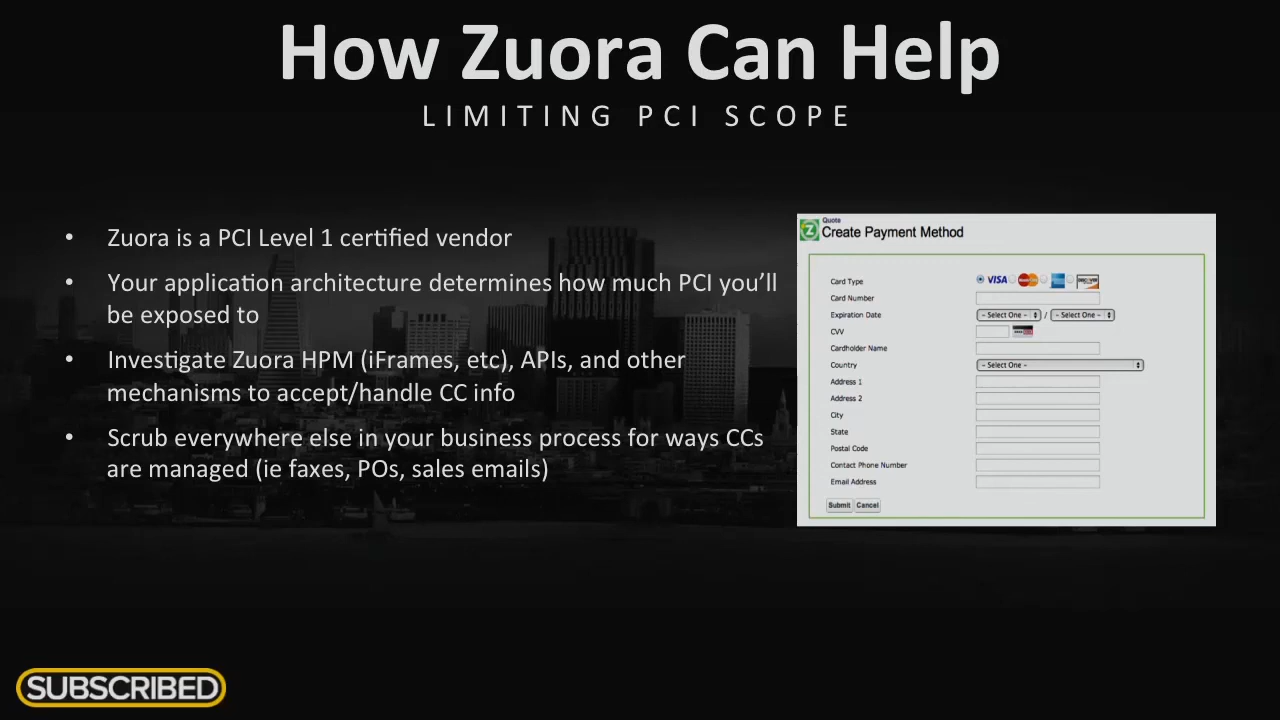 How Zuora Can Help
LIMITING PCI SCOPE
• Zuora is a PCI Level 1 certified vendor
• Your application architecture determines how much PCI you’ll
be exposed to
• Investigate Zuora HPM (iFrames, etc), APIs, and other
mechanisms to accept/handle CC info
• Scrub everywhere else in your business process for ways CCs
are managed (ie faxes, POs, sales emails)
Z
Quote
Create Payment Method
Card Type VISA
Card Number
Expiration Date - Select One - / - Select One -
CVV
Cardholder Name
Country - Select One -
Address 1
Address 2
City
State
Postal Code
Contact Phone Number
Email Address
Submit Cancel
SUBSCRIBED